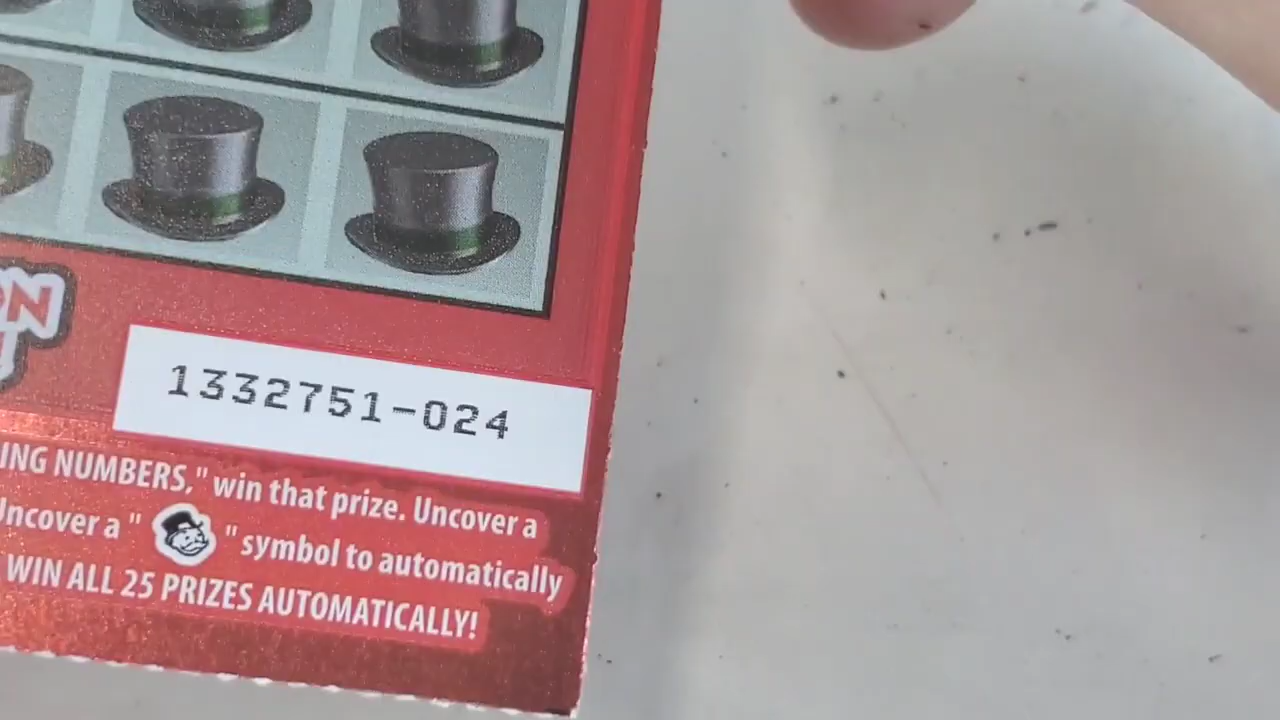 1332751-024
ING NUMBERS," win that prize. Uncover a
Uncover a " " symbol to automatically
WIN ALL 25 PRIZES AUTOMATICALLY!